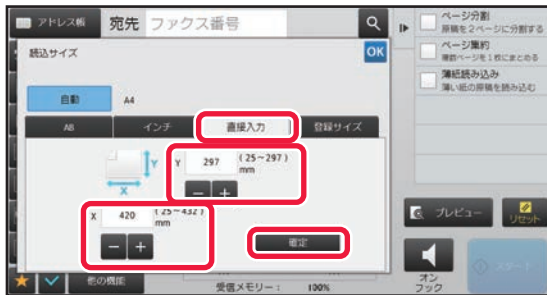 アドレス帳
宛先
ファクス番号
読込サイズ
OK
自動
A4
AB
インチ
直接入力
登録サイズ
Y
X
Y
297
(25~297)
mm
X
420
(25~432)
mm
確定
他の機能
受信メモリー:
100%
ページ分割
原稿を2ページに分割する
ページ集約
複数ページを1枚にまとめる
薄紙読み込み
薄い紙の原稿を読み込む
プレビュー
リセット
オン
フック
スタート